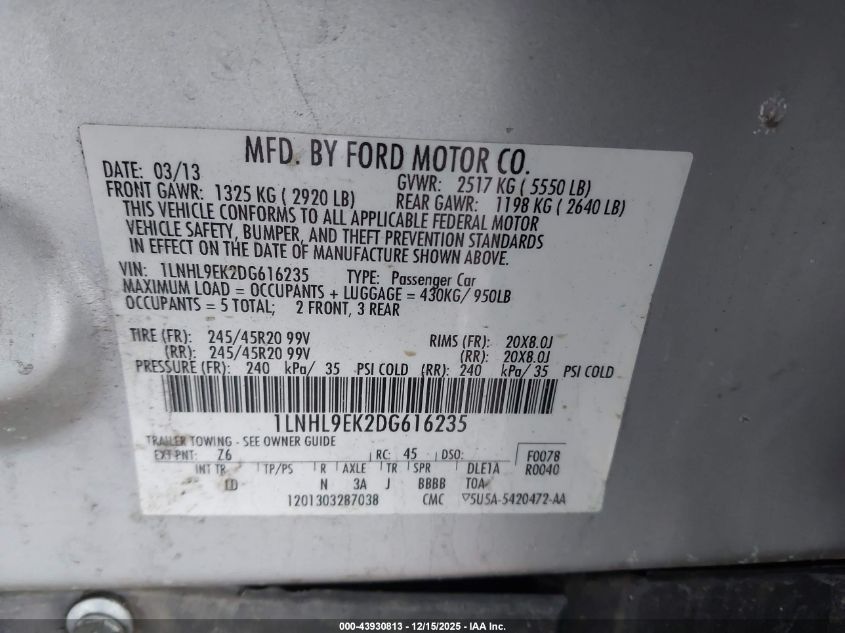 MFD. BY FORD MOTOR CO.
DATE: 03/13 GVWR: 2517 KG ( 5550 LB)
FRONT GAWR: 1325 KG ( 2920 LB) REAR GAWR: 1198 KG ( 2640 LB)
THIS VEHICLE CONFORMS TO ALL APPLICABLE FEDERAL MOTOR
VEHICLE SAFETY, BUMPER, AND THEFT PREVENTION STANDARDS
IN EFFECT ON THE DATE OF MANUFACTURE SHOWN ABOVE.
VIN: 1LNHL9EK2DG616235 TYPE: Passenger Car
MAXIMUM LOAD = OCCUPANTS + LUGGAGE = 430KG/ 950LB
OCCUPANTS = 5 TOTAL; 2 FRONT, 3 REAR
TIRE (FR): 245/45R20 99V RIMS (FR): 20X8.0J
(RR): 245/45R20 99V (RR): 20X8.0J
PRESSURE (FR): 240 kPa/ 35 PSI COLD (RR): 240 kPa/ 35 PSI COLD
1LNHL9EK2DG616235
TRAILER TOWING - SEE OWNER GUIDE
EXT PNT: Z6 RC: 45 DSO: F0078
INT TR TP/PS R AXLE TR SPR DLE1A R0040
LD N 3A J BBBB TOA
1201303287038 CMC ▽5U5A-5420472-AA
000-43930813 - 12/15/2025 - IAA Inc.